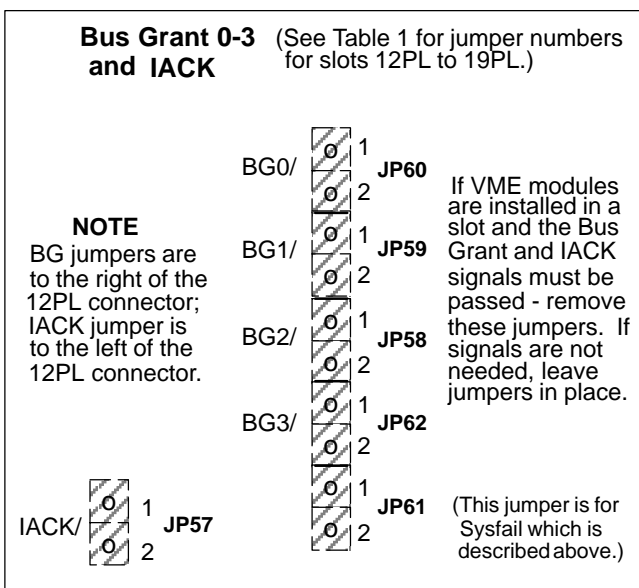 Bus Grant 0-3 (See Table 1 for jumper numbers
and IACK for slots 12PL to 19PL.)
BG0/
o 1
JP60
o 2
BG1/
o 1
JP59
o 2
BG2/
o 1
JP58
o 2
BG3/
o 1
JP62
o 2
o 1
JP61
o 2
NOTE
BG jumpers are
to the right of the
12PL connector;
IACK jumper is
to the left of the
12PL connector.
If VME modules
are installed in a
slot and the Bus
Grant and IACK
signals must be
passed - remove
these jumpers. If
signals are not
needed, leave
jumpers in place.
IACK/
o 1
JP57
o 2
(This jumper is for
Sysfail which is
described above.)